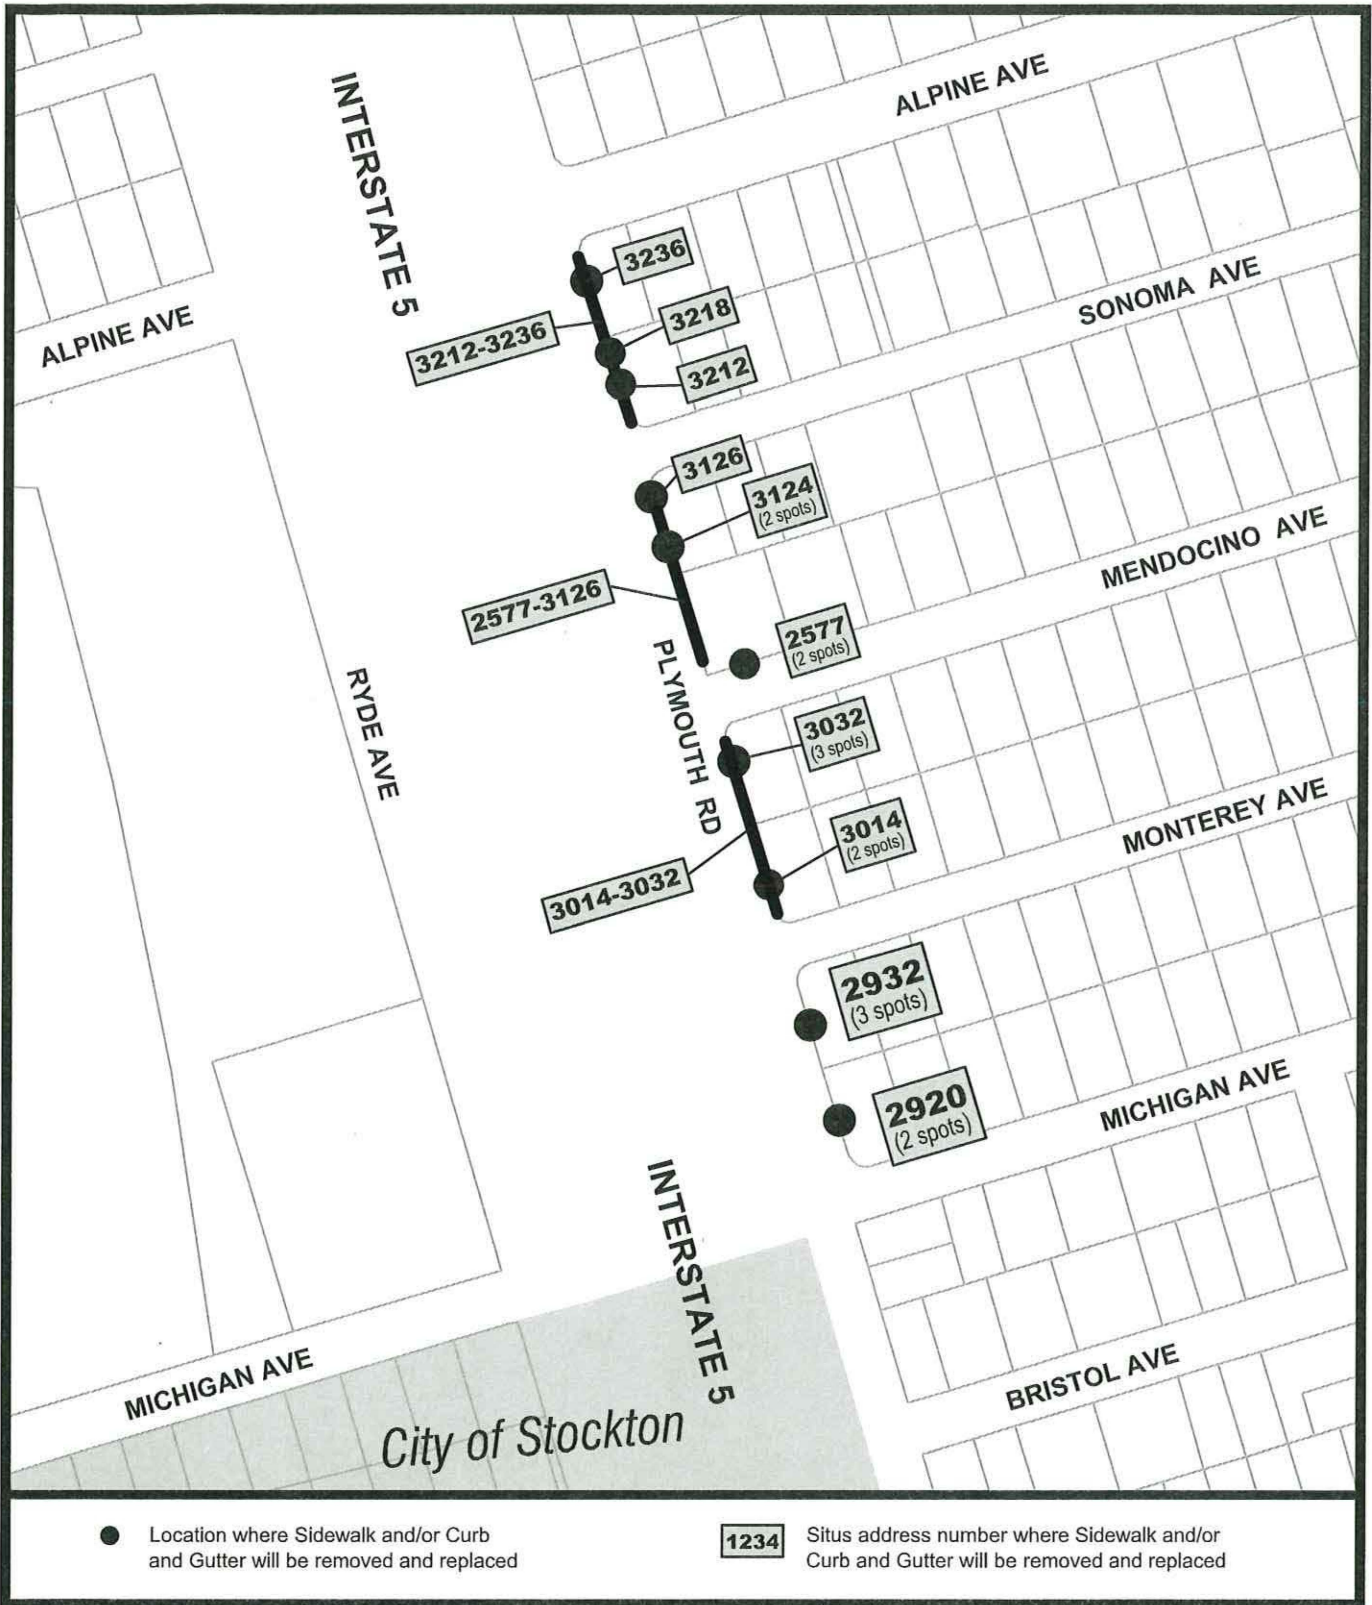 ALPINE AVE
INTERSTATE 5
3236
SONOMA AVE
3218
ALPINE AVE
3212-3236
3212
3126
3124
(2 spots)
MENDOCINO AVE
2577-3126
2577
(2 spots)
PLYMOUTH RD
RYDE AVE
3032
(3 spots)
MONTEREY AVE
3014
(2 spots)
3014-3032
2932
(3 spots)
MICHIGAN AVE
2920
(2 spots)
INTERSTATE 5
BRISTOL AVE
MICHIGAN AVE
City of Stockton
Location where Sidewalk and/or Curb
and Gutter will be removed and replaced
1234
Situs address number where Sidewalk and/or
Curb and Gutter will be removed and replaced